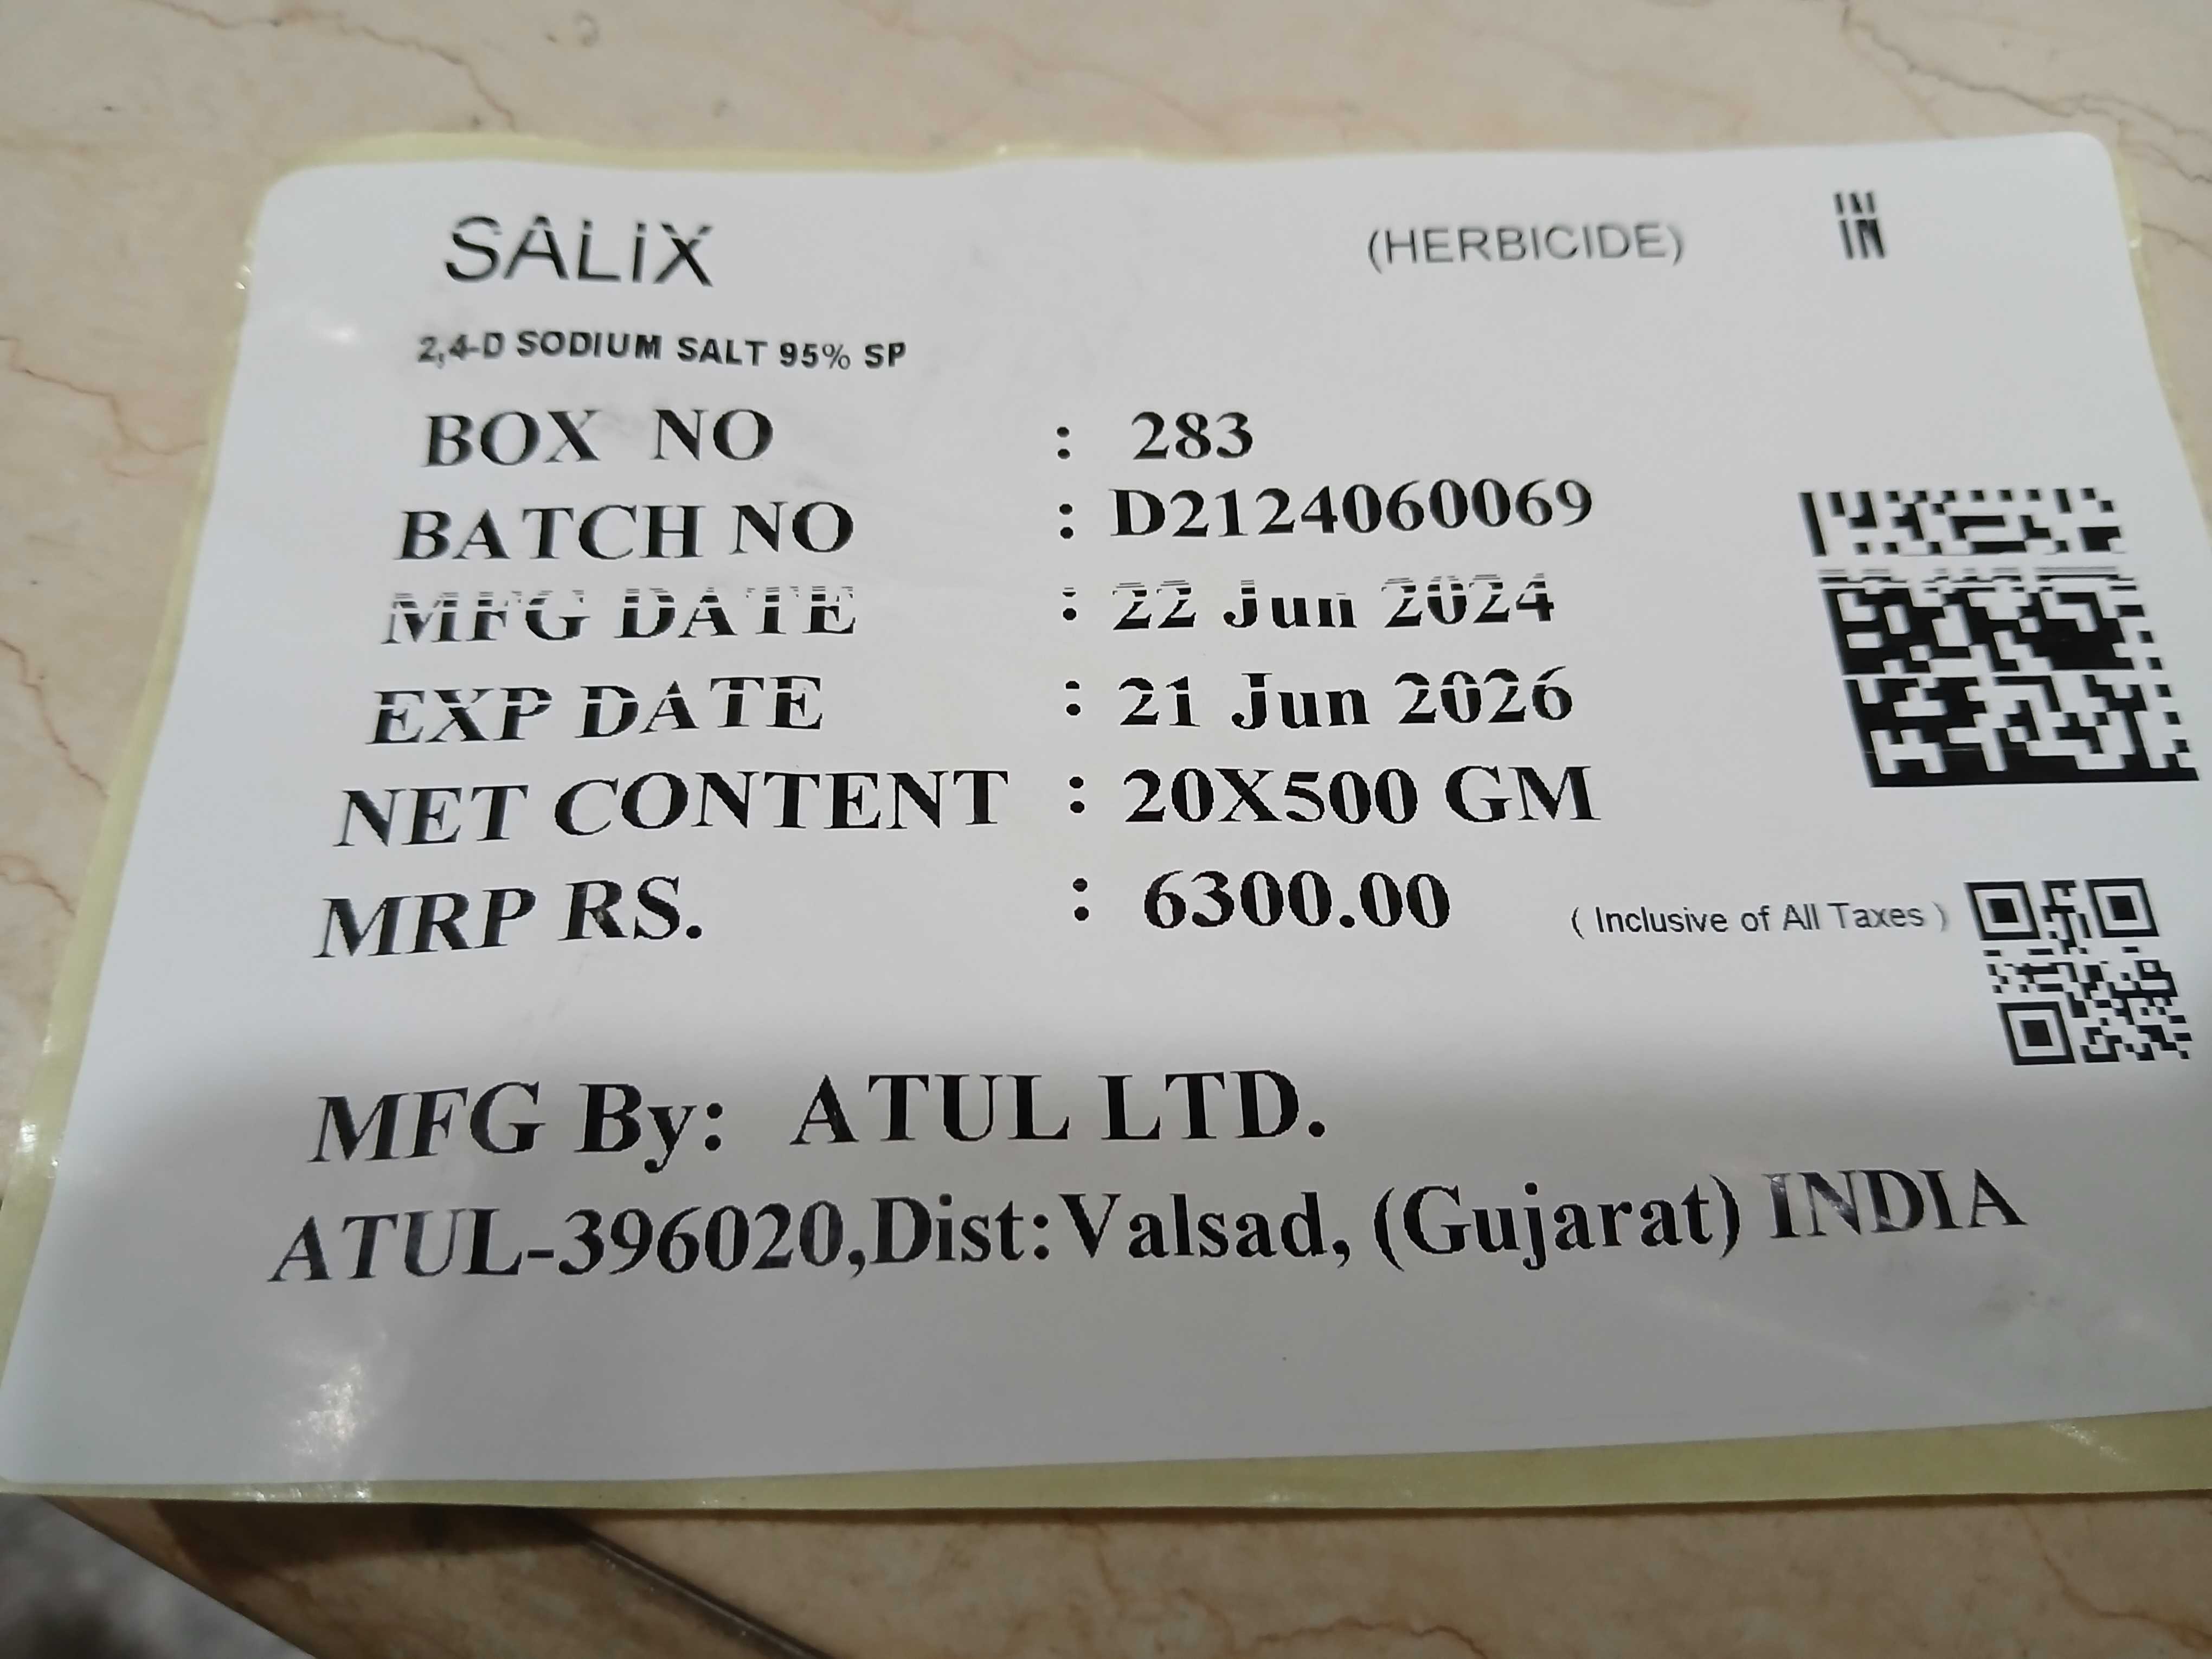 SALIX (HERBICIDE) IN
2,4-D SODIUM SALT 95% SP
BOX NO : 283
BATCH NO : D2124060069
MFG DATE : 22 Jun 2024
EXP DATE : 21 Jun 2026
NET CONTENT : 20X500 GM
MRP RS. : 6300.00 ( Inclusive of All Taxes )
MFG By: ATUL LTD.
ATUL-396020,Dist:Valsad, (Gujarat) INDIA